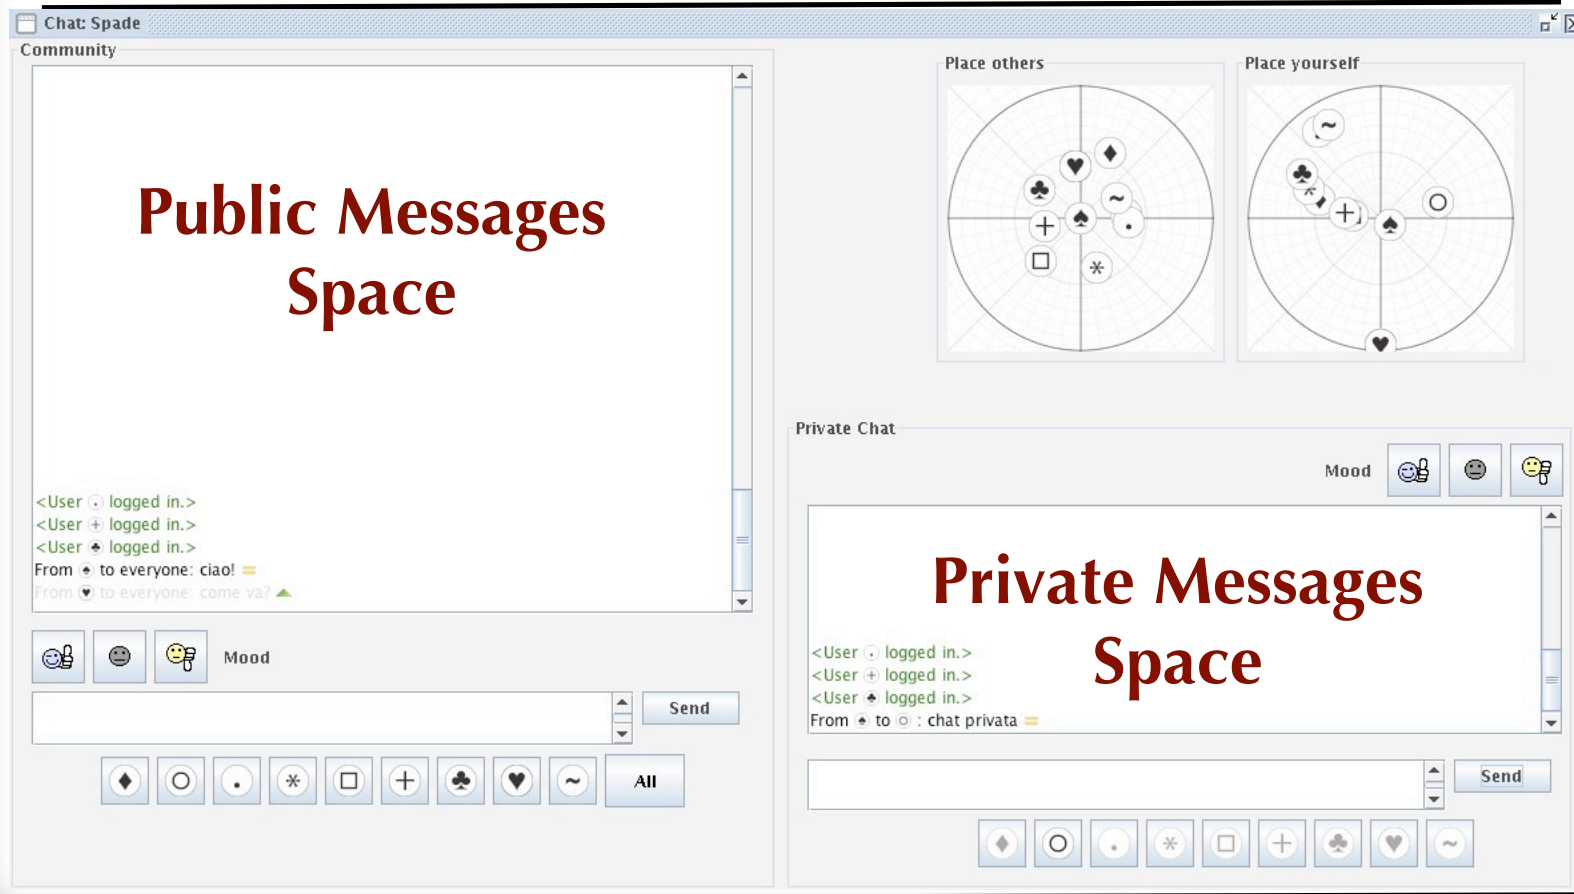 Chat: Spade
Community
Public Messages
Space
<User . logged in.>
<User + logged in.>
<User ♣ logged in.>
From ♠ to everyone: ciao! =
From ♥ to everyone: come va?
Mood
Send
♦ ○ . * □ + ♣ ♥ ~ All
Place others
Place yourself
Private Chat
Mood
Private Messages
Space
<User . logged in.>
<User + logged in.>
<User ♣ logged in.>
From ♠ to ○ : chat privata =
Send
♦ ○ . * □ + ♣ ♥ ~